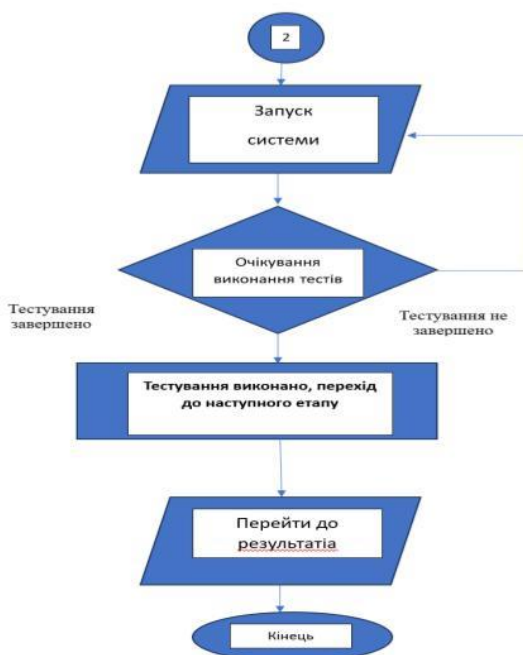 2
Запуск
системи
Очікування
виконання тестів
Тестування
завершено
Тестування не
завершено
Тестування виконано, перехід
до наступного етапу
Перейти до
результатіа
Кінець